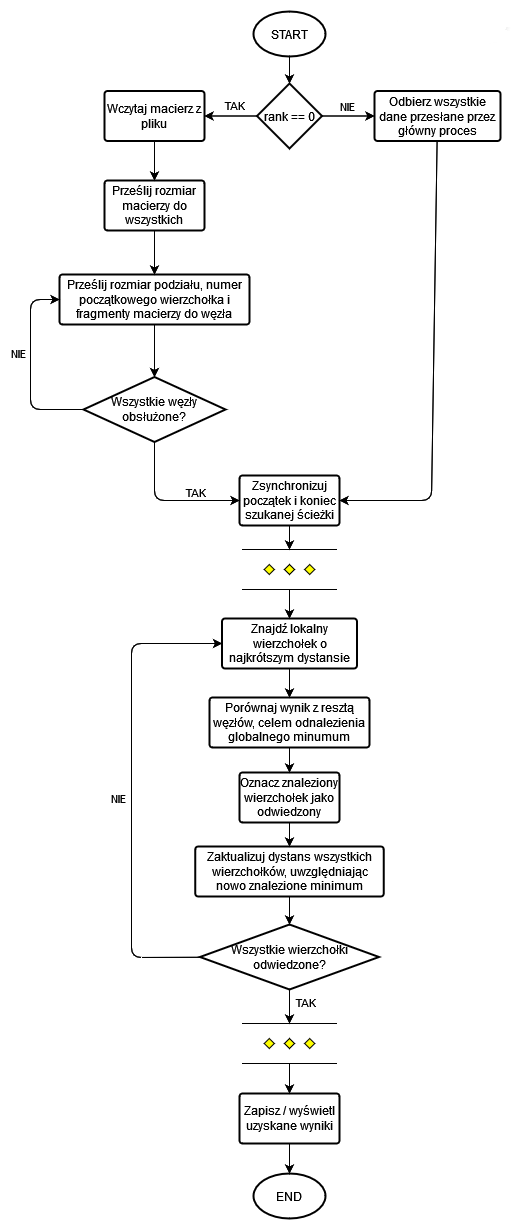 START
rank == 0
TAK
NIE
Wczytaj macierz z
pliku
Odbierz wszystkie
dane przesłane przez
główny proces
Prześlij rozmiar
macierzy do
wszystkich
Prześlij rozmiar podziału, numer
początkowego wierzchołka i
fragmenty macierzy do węzła
NIE
Wszystkie węzły
obsłużone?
TAK
Zsynchronizuj
początek i koniec
szukanej ścieżki
Znajdź lokalny
wierzchołek o
najkrótszym dystansie
Porównaj wynik z resztą
węzłów, celem odnalezienia
globalnego minumum
NIE
Oznacz znaleziony
wierzchołek jako
odwiedzony
Zaktualizuj dystans wszystkich
wierzchołków, uwzględniając
nowo znalezione minimum
Wszystkie wierzchołki
odwiedzone?
TAK
Zapisz / wyświetl
uzyskane wyniki
END